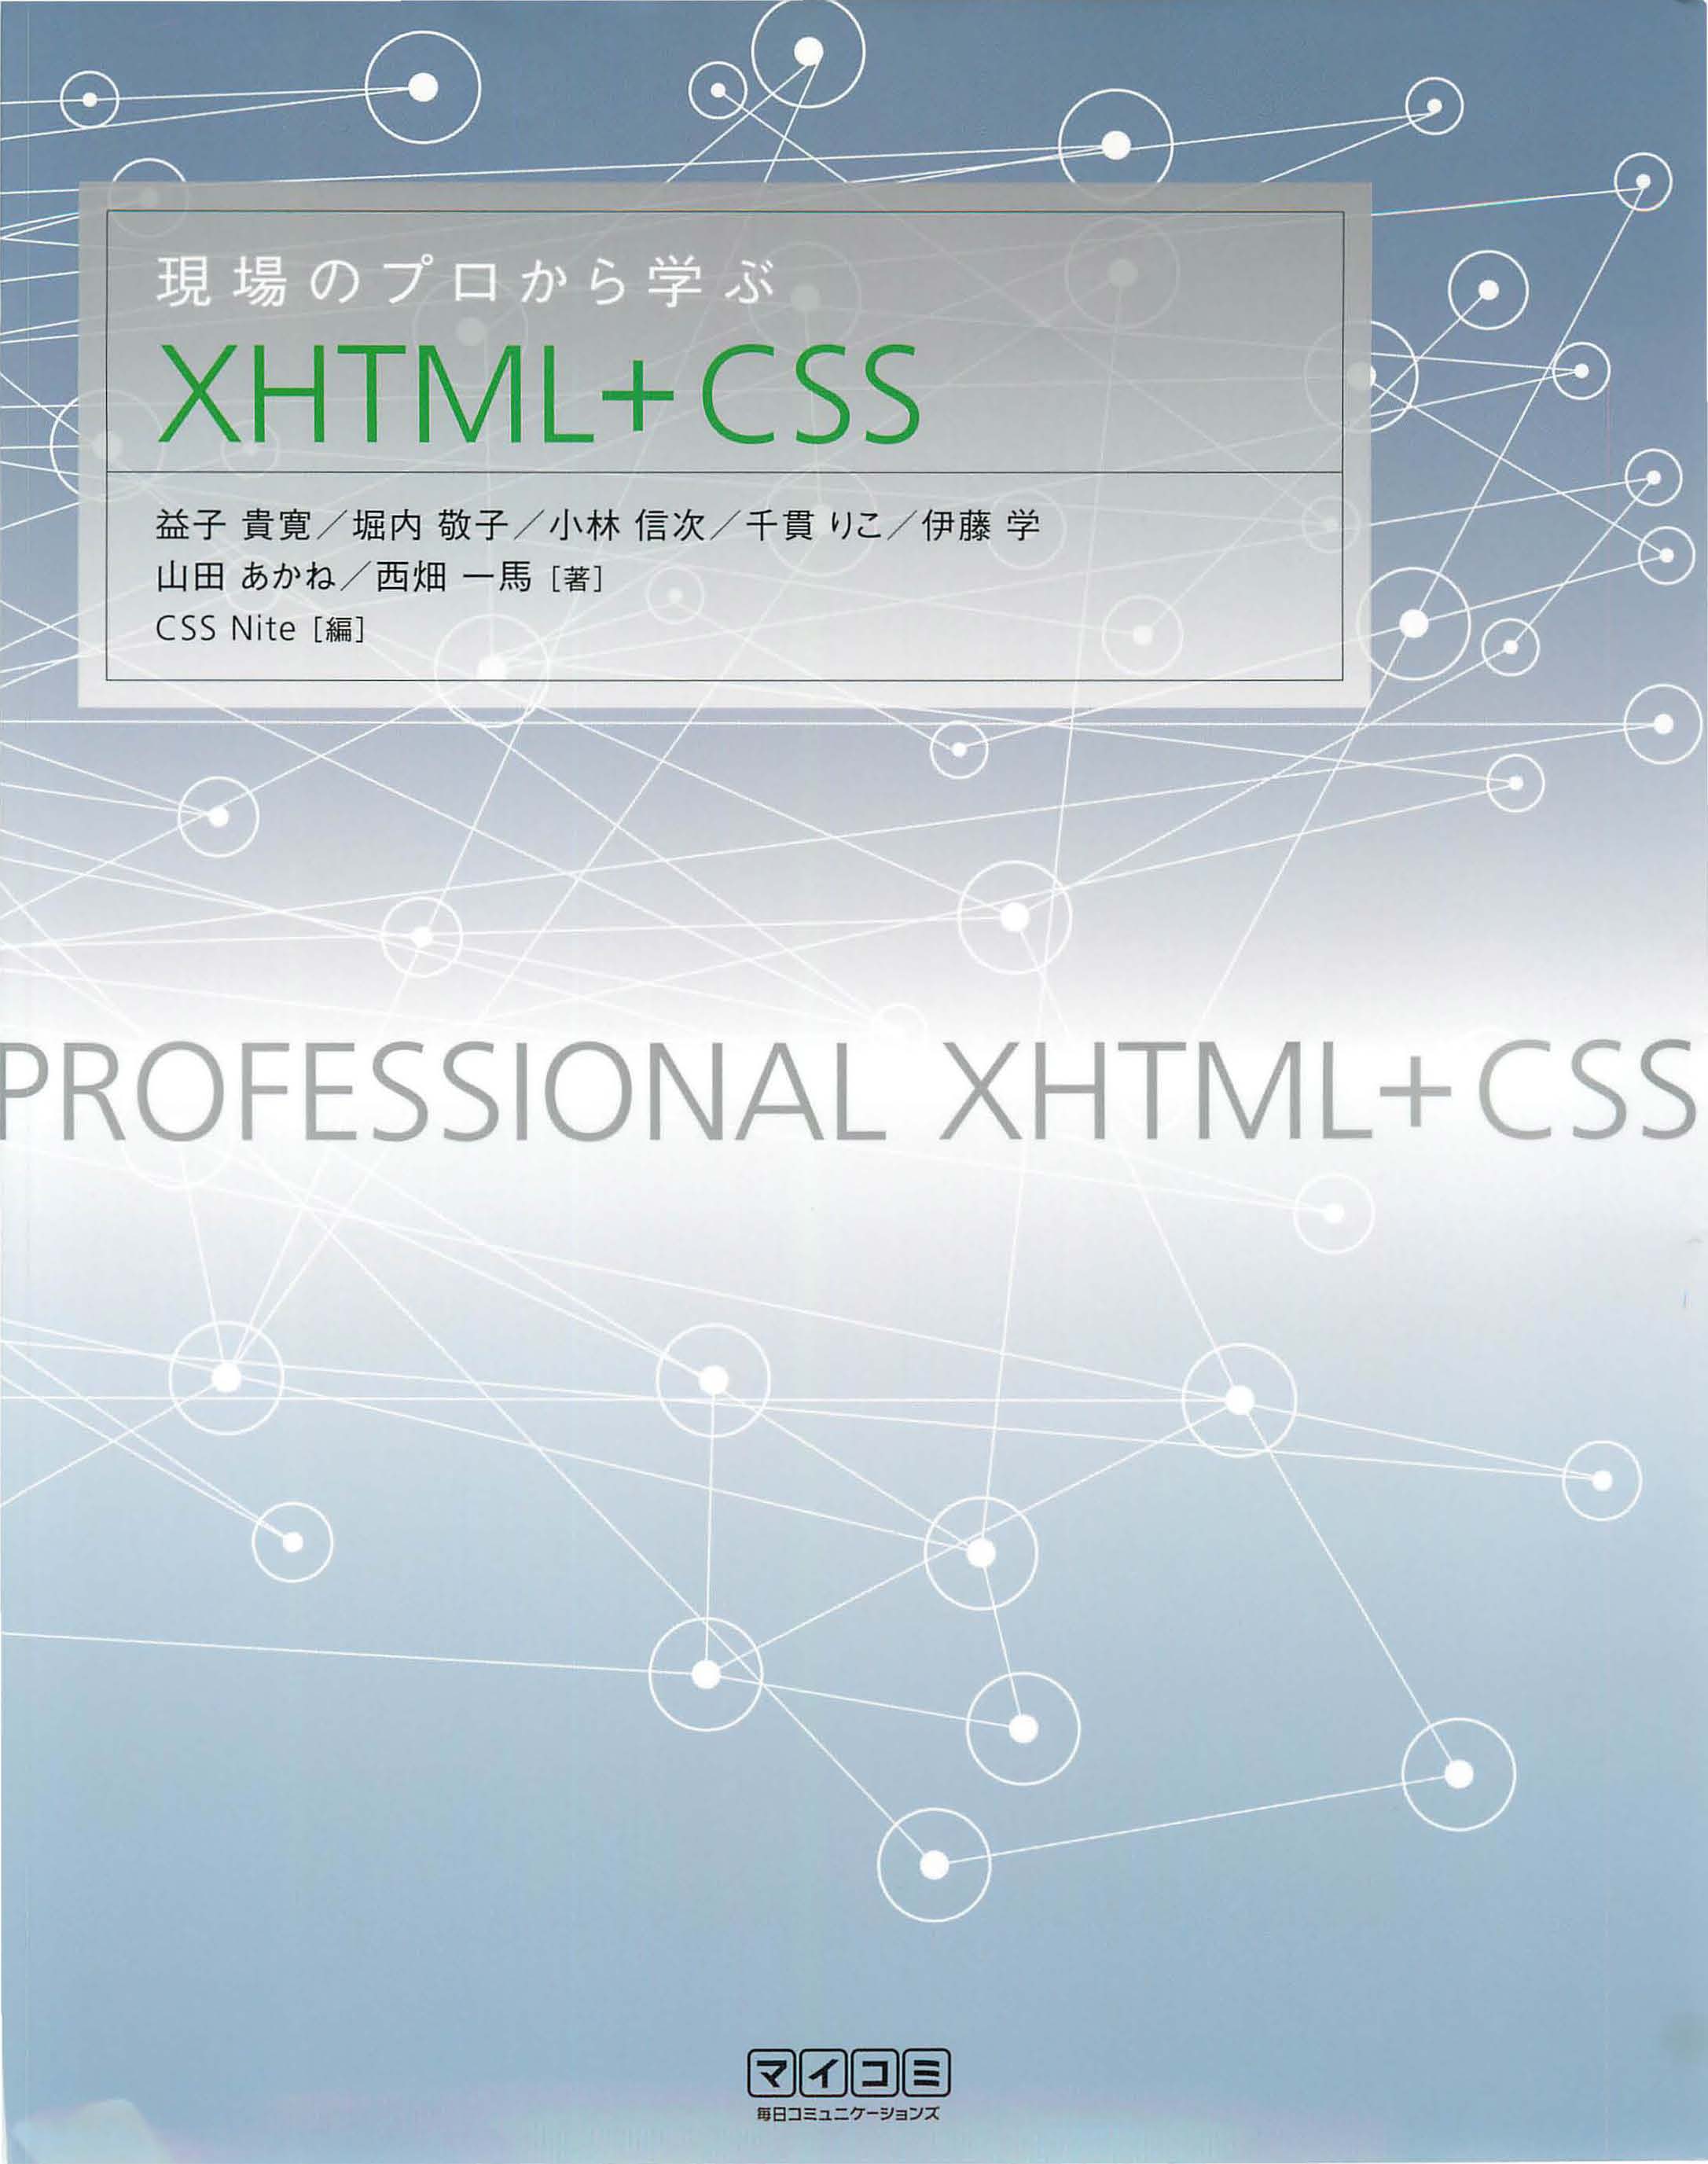 現場のプロから学ぶ
XHTML+CSS
益子 貴寛／堀内 敬子／小林 信次／千貫 りこ／伊藤 学
山田 あかね／西畑 一馬 [著]
CSS Nite [編]
PROFESSIONAL XHTML+CSS
マイコミ
毎日コミュニケーションズ